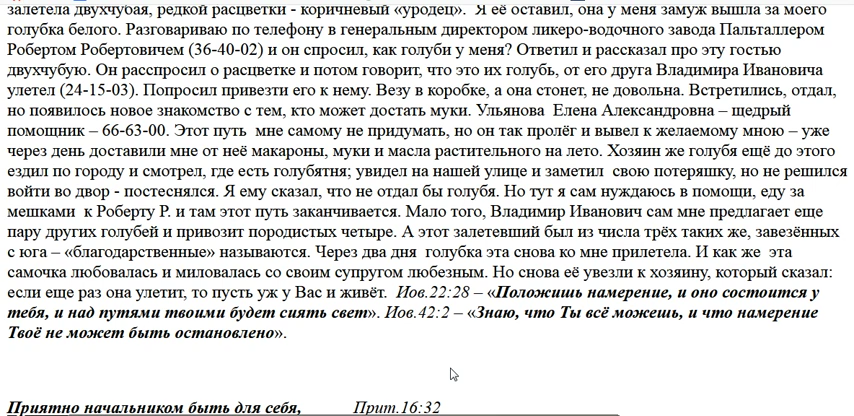 залетела двухчубая, редкой расцветки - коричневый «уродец». Я её оставил, она у меня замуж вышла за моего
голубка белого. Разговариваю по телефону в генеральным директором ликеро-водочного завода Пальталлером
Робертом Робертовичем (36-40-02) и он спросил, как голуби у меня? Ответил и рассказал про эту гостью
двухчубую. Он расспросил о расцветке и потом говорит, что это их голубь, от его друга Владимира Ивановича
улетел (24-15-03). Попросил привезти его к нему. Везу в коробке, а она стонет, не довольна. Встретились, отдал,
но появилось новое знакомство с тем, кто может достать муки. Ульянова Елена Александровна – щедрый
помощник – 66-63-00. Этот путь мне самому не придумать, но он так пролёг и вывел к желаемому мною – уже
через день доставили мне от неё макароны, муки и масла растительного на лето. Хозяин же голубя ещё до этого
ездил по городу и смотрел, где есть голубятня; увидел на нашей улице и заметил свою потеряшку, но не решился
войти во двор - постеснялся. Я ему сказал, что не отдал бы голубя. Но тут я сам нуждаюсь в помощи, еду за
мешками к Роберту Р. и там этот путь заканчивается. Мало того, Владимир Иванович сам мне предлагает еще
пару других голубей и привозит породистых четыре. А этот залетевший был из числа трёх таких же, завезённых
с юга – «благодарственные» называются. Через два дня голубка эта снова ко мне прилетела. И как же эта
самочка любовалась и миловалась со своим супругом любезным. Но снова её увезли к хозяину, который сказал:
если еще раз она улетит, то пусть уж у Вас и живёт. Иов.22:28 – «Положишь намерение, и оно состоится у
тебя, и над путями твоими будет сиять свет». Иов.42:2 – «Знаю, что Ты всё можешь, и что намерение
Твоё не может быть остановлено».
Приятно начальником быть для себя, Прит.16:32